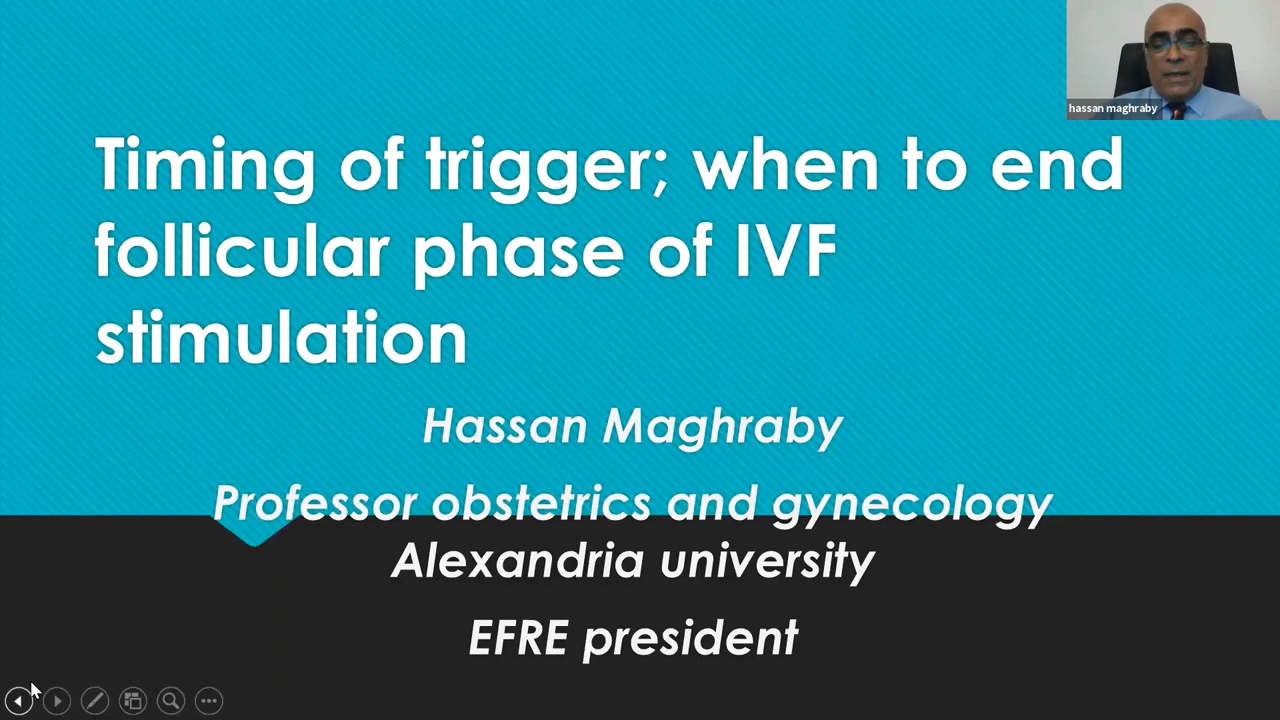 hassan maghraby
Timing of trigger; when to end
follicular phase of IVF
stimulation
Hassan Maghraby
Professor obstetrics and gynecology
Alexandria university
EFRE president